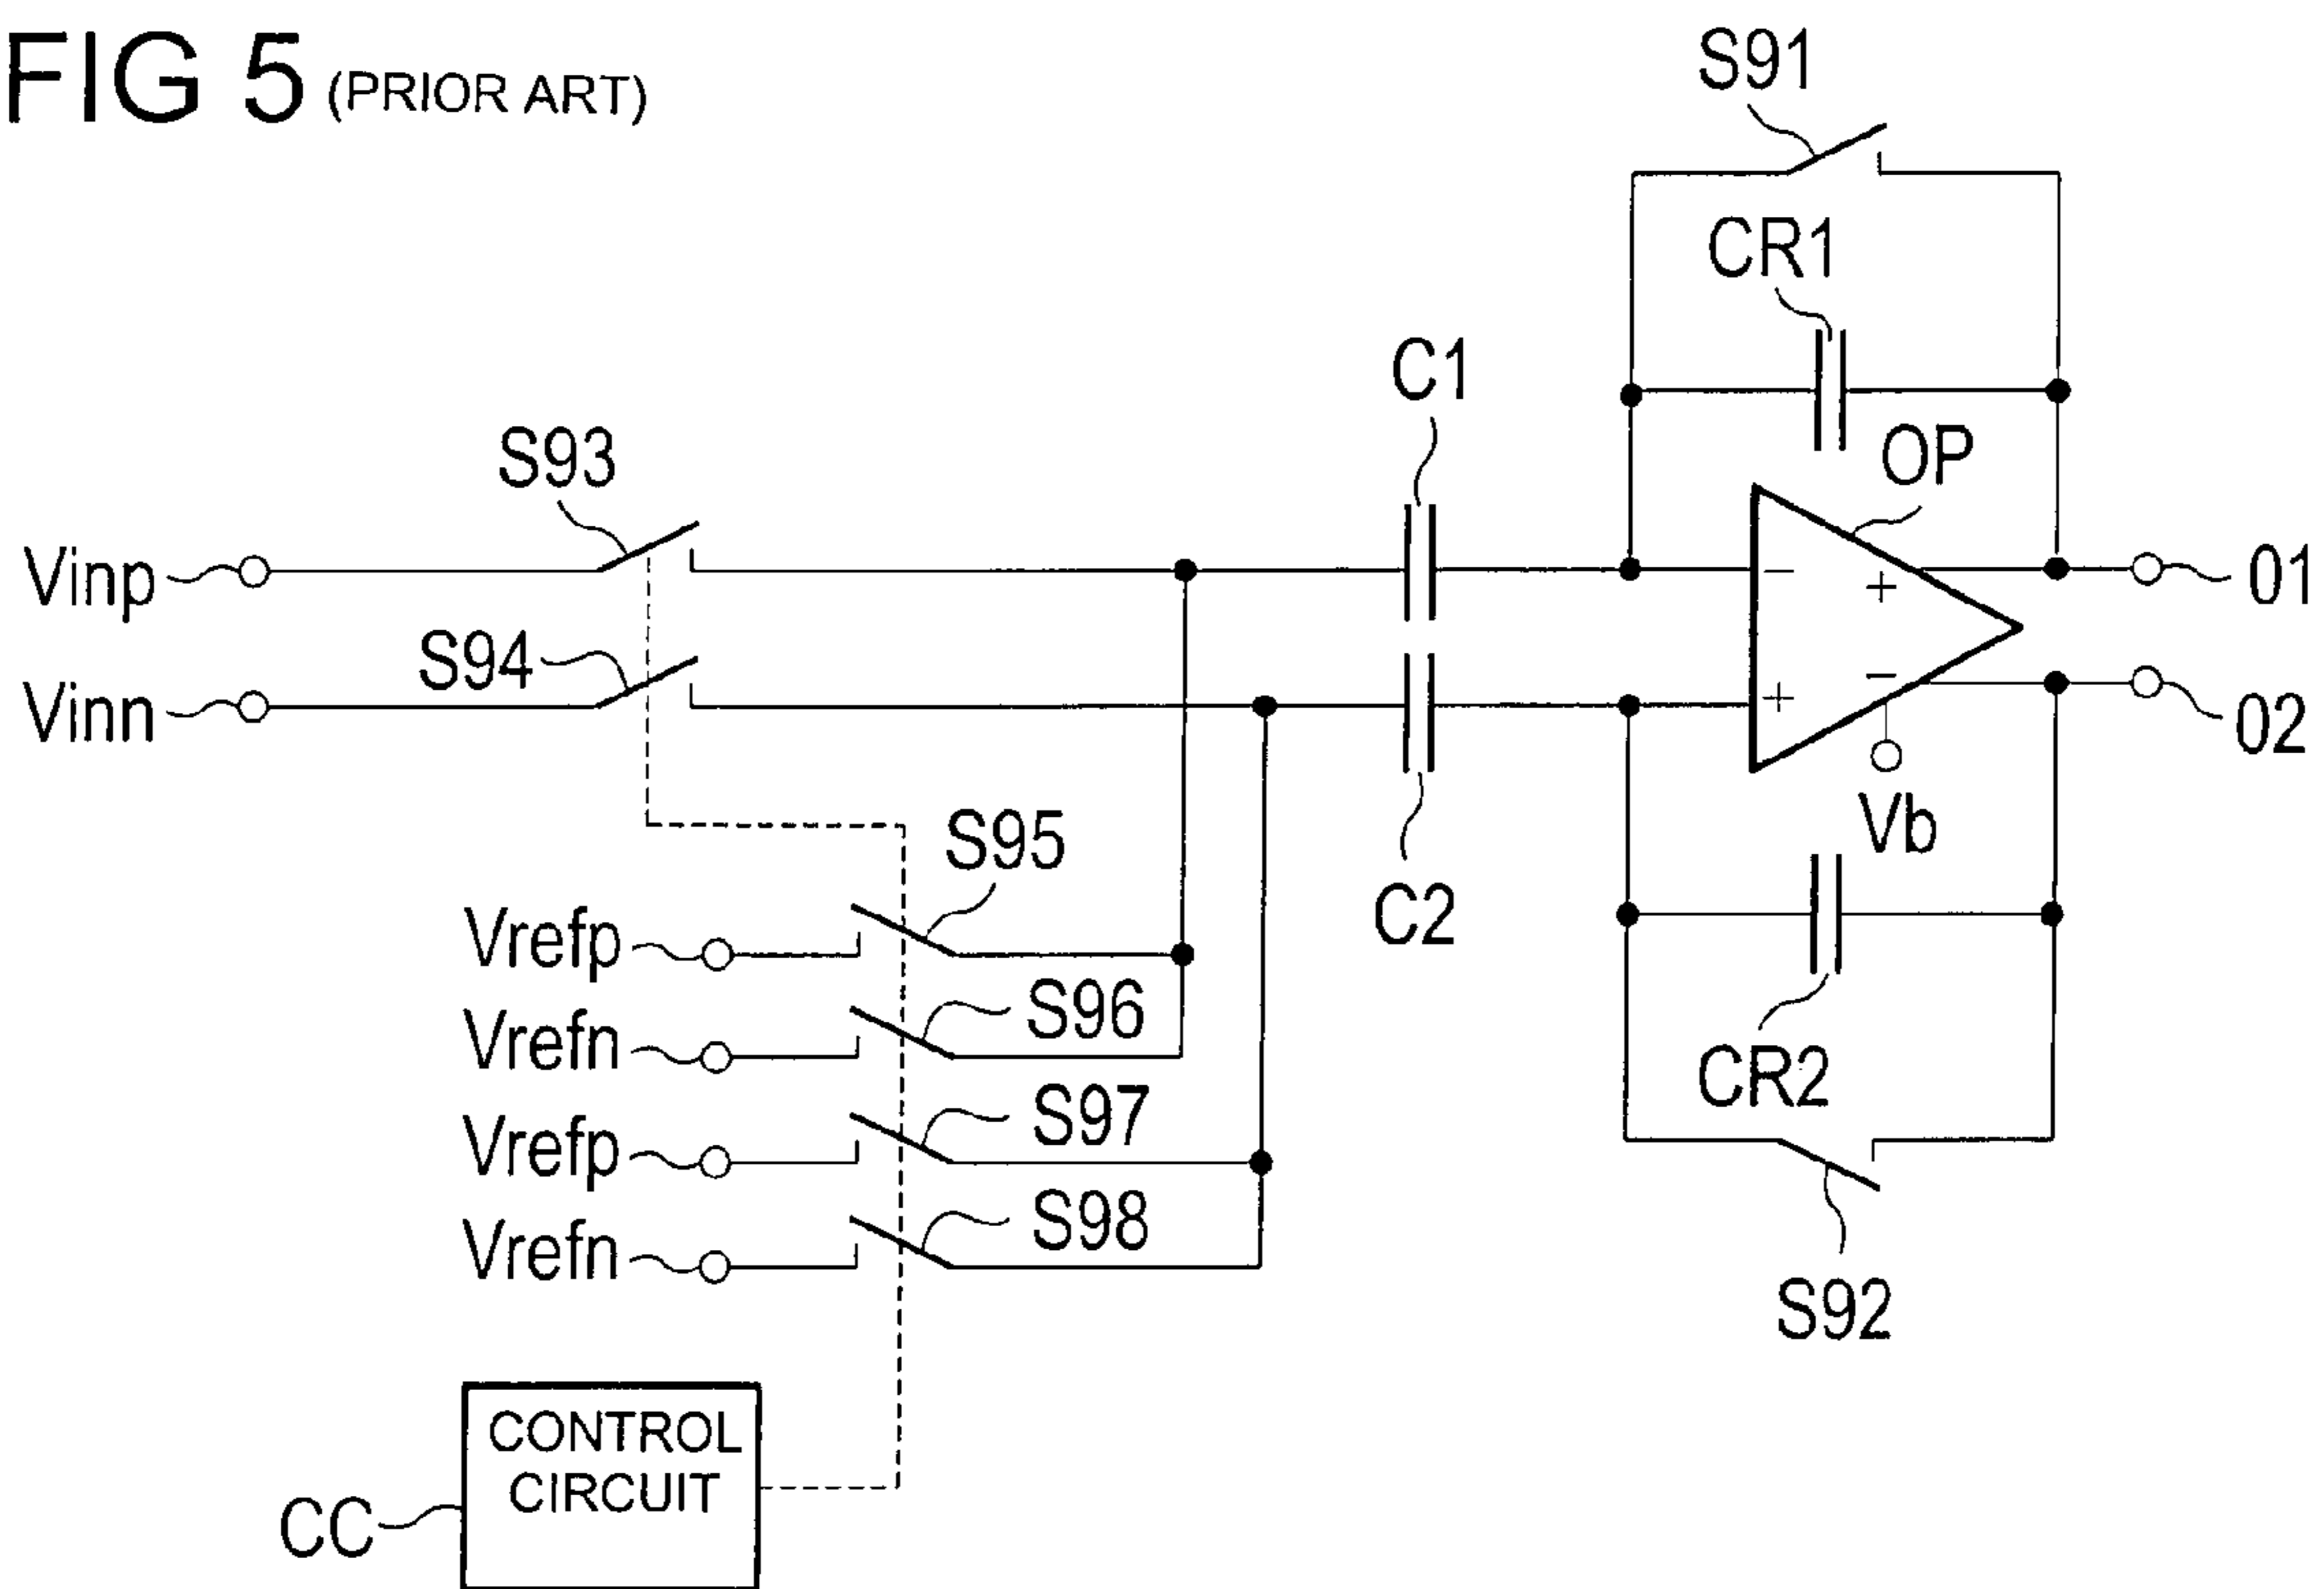 FIG 5 (PRIOR ART)
S91
CR1
C1
OP
S93
Vinp
01
S94
Vinn
02
Vb
S95
C2
Vrefp
S96
Vrefn
CR2
S97
Vrefp
S98
Vrefn
S92
CONTROL
CIRCUIT
CC
- +
+ -